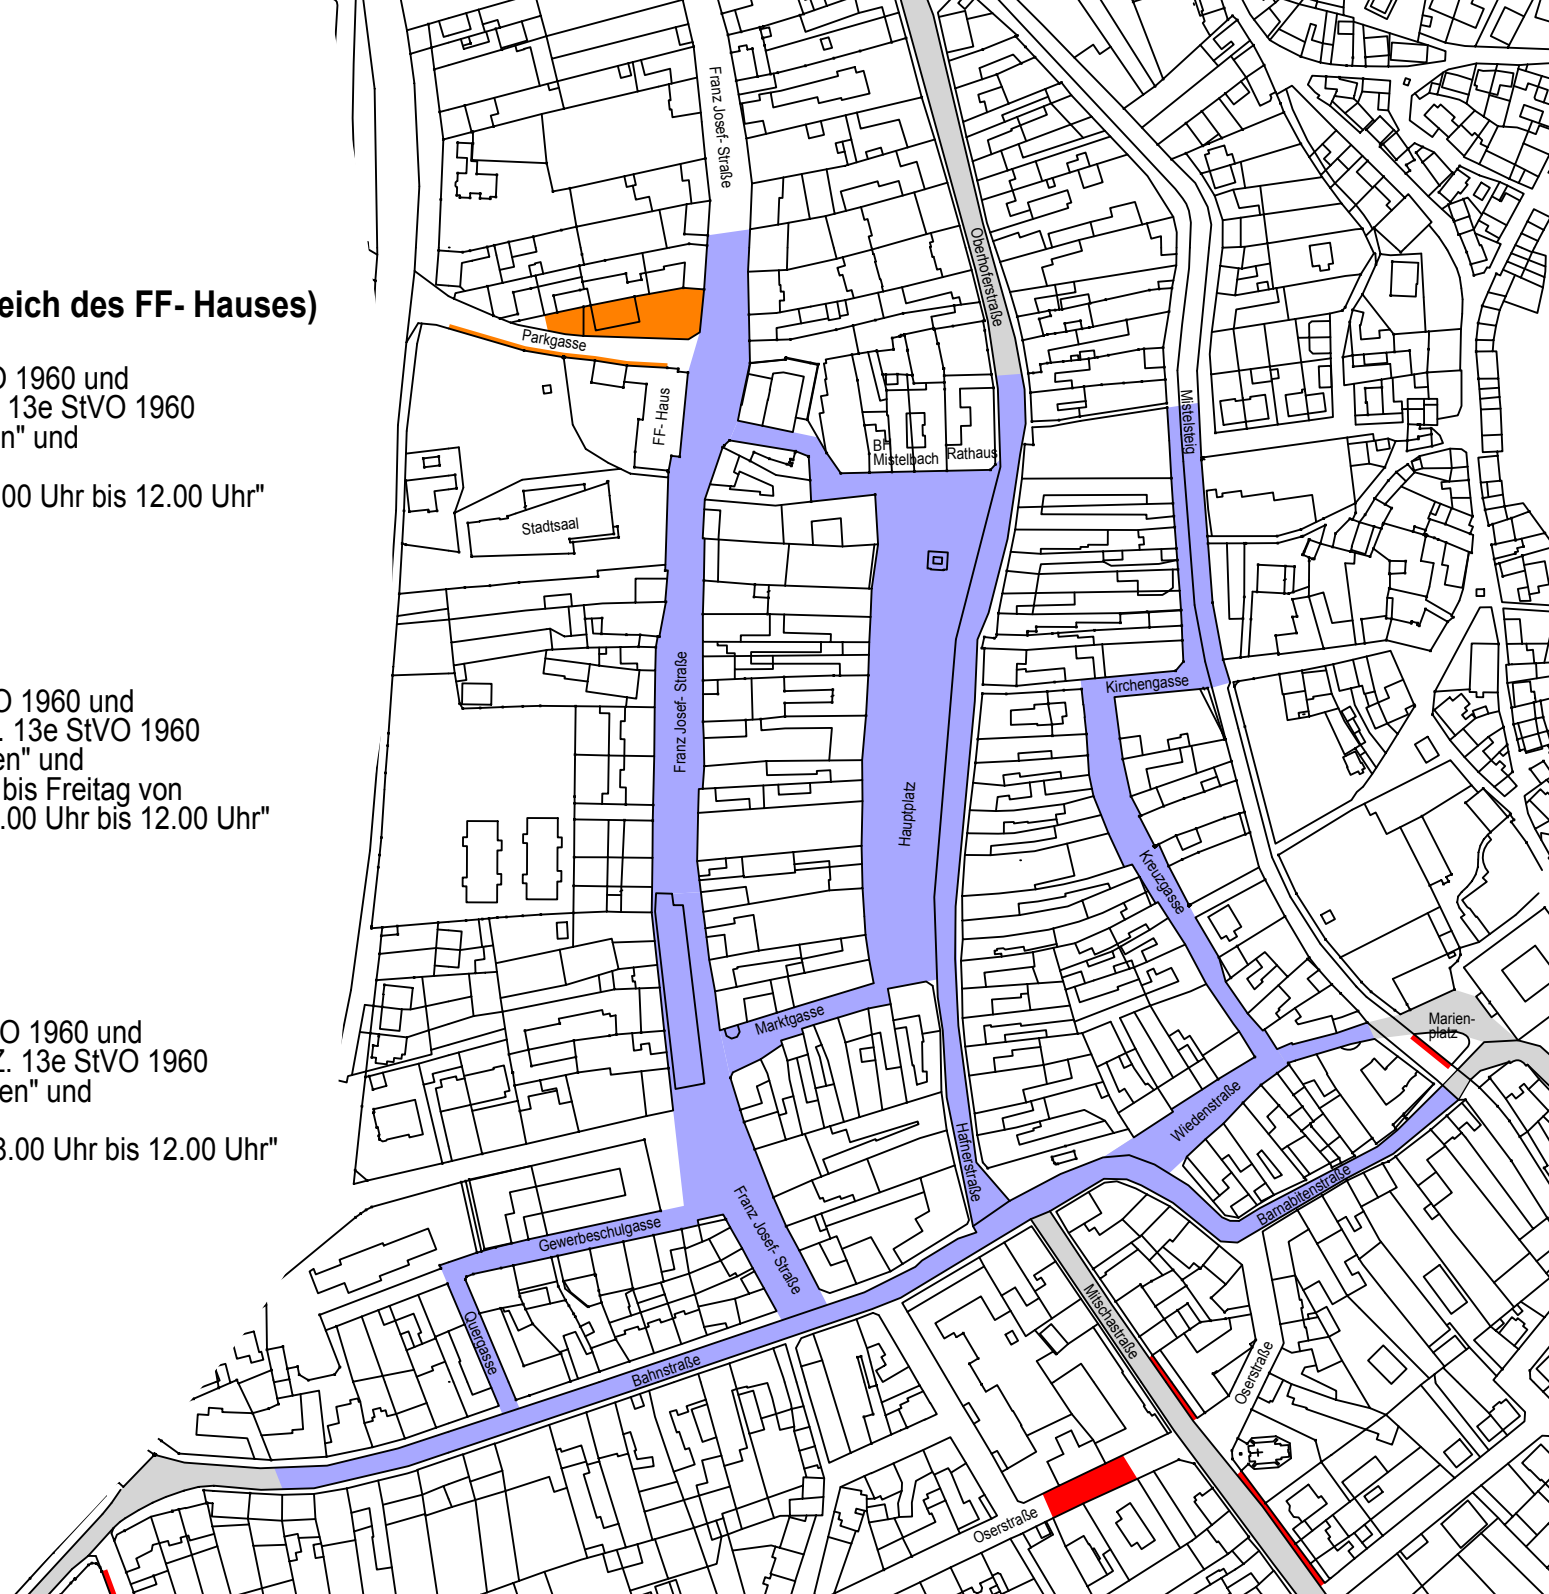 eich des FF- Hauses)
O 1960 und
13e StVO 1960
n" und
00 Uhr bis 12.00 Uhr"
O 1960 und
. 13e StVO 1960
en" und
bis Freitag von
.00 Uhr bis 12.00 Uhr"
VO 1960 und
Z. 13e StVO 1960
en" und
8.00 Uhr bis 12.00 Uhr"
Franz Josef- Straße
Oberhoferstraße
Parkgasse
FF- Haus
Mistelsteig
BH
Mistelbach
Rathaus
Stadtsaal
Franz Josef- Straße
Kirchengasse
Hauptplatz
Kreuzgasse
Marktgasse
Marien-
platz
Wiedenstraße
Hafnerstraße
Barnabitenstraße
Gewerbeschulgasse
Franz Josef- Straße
Quergasse
Bahnstraße
Mitschastraße
Oserstraße
Oserstraße